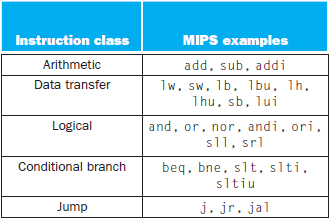 Instruction class MIPS examples
Arithmetic add, sub, addi
Data transfer lw, sw, lb, lbu, lh,
lhu, sb, lui
Logical and, or, nor, andi, ori,
sll, srl
Conditional branch beq, bne, slt, slti,
sltiu
Jump j, jr, jal